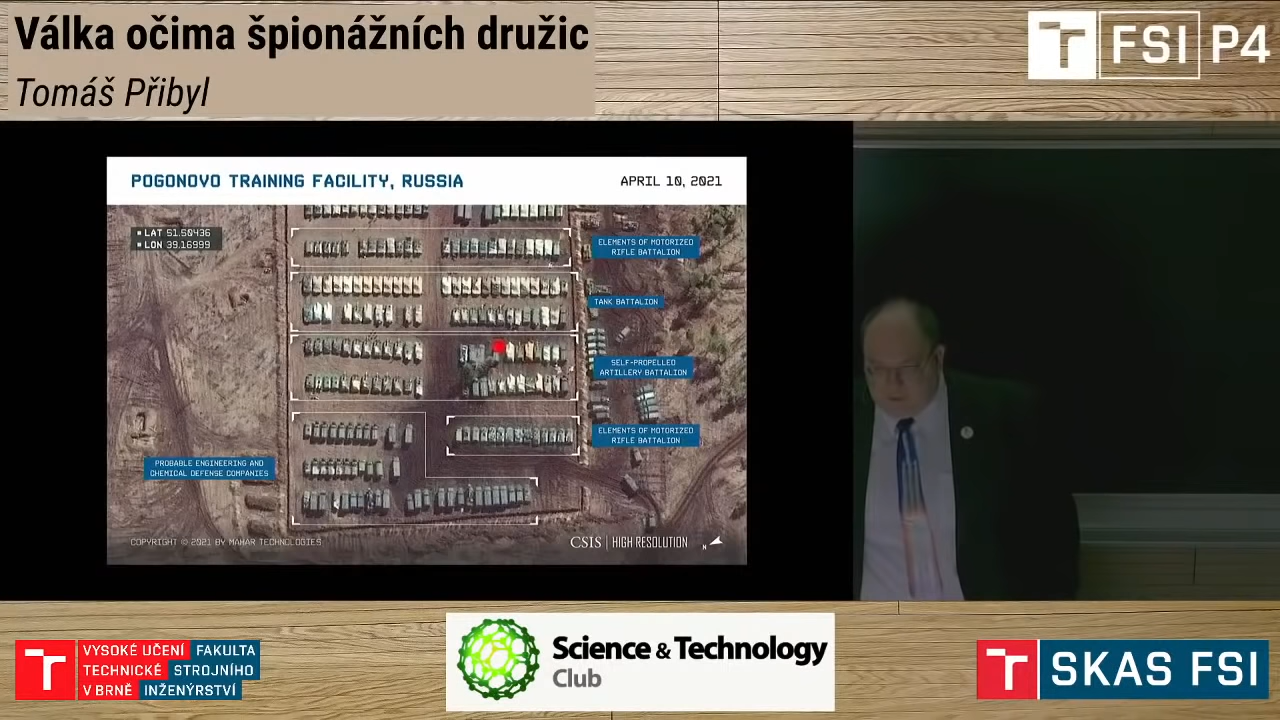 Válka očima špionážních družic
Tomáš Přibyl
FSI P4
POGONOVO TRAINING FACILITY, RUSSIA
APRIL 10, 2021
LAT 51.50436
LON 39.16999
ELEMENTS OF MOTORIZED
RIFLE BATTALION
TANK BATTALION
SELF-PROPELLED
ARTILLERY BATTALION
ELEMENTS OF MOTORIZED
RIFLE BATTALION
PROBABLE ENGINEERING AND
CHEMICAL DEFENSE COMPANIES
COPYRIGHT © 2021 BY MAXAR TECHNOLOGIES
CSIS | HIGH RESOLUTION
N
VYSOKÉ UČENÍ FAKULTA
TECHNICKÉ STROJNÍHO
V BRNĚ INŽENÝRSTVÍ
Science & Technology
Club
SKAS FSI